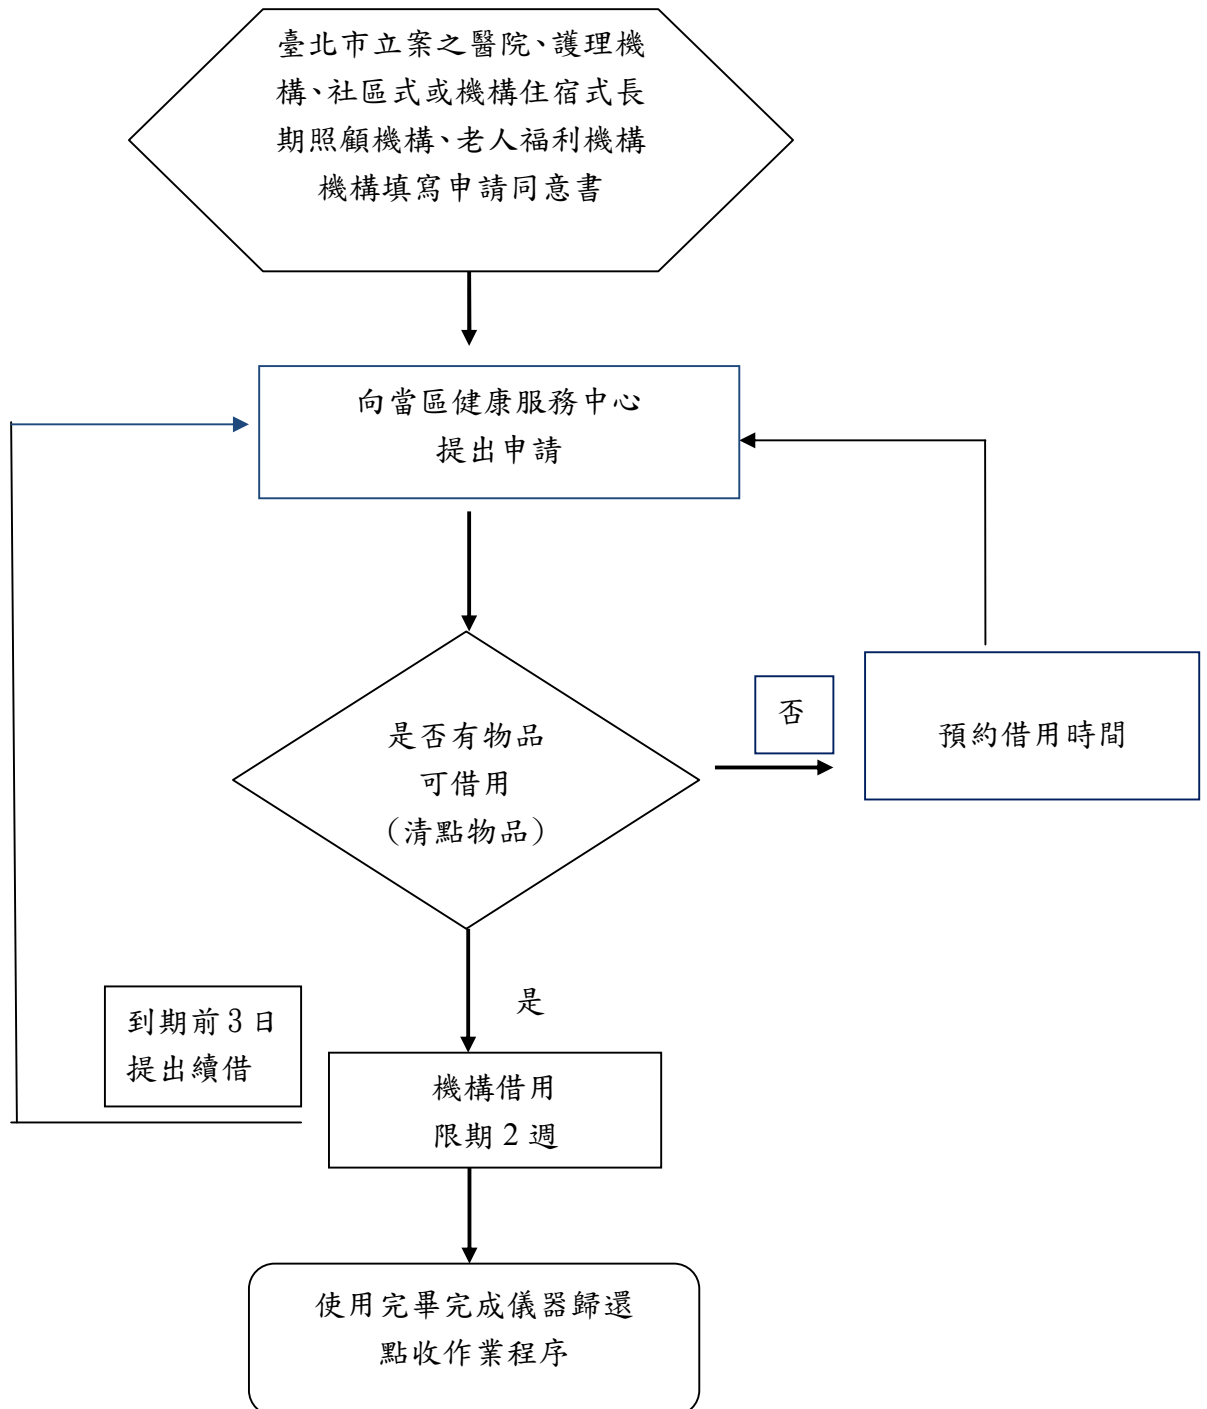 臺北市立案之醫院、護理機
構、社區式或機構住宿式長
期照顧機構、老人福利機構
機構填寫申請同意書
向當區健康服務中心
提出申請
是否有物品
可借用
(清點物品)
否
預約借用時間
是
到期前3日
提出續借
機構借用
限期2週
使用完畢完成儀器歸還
點收作業程序